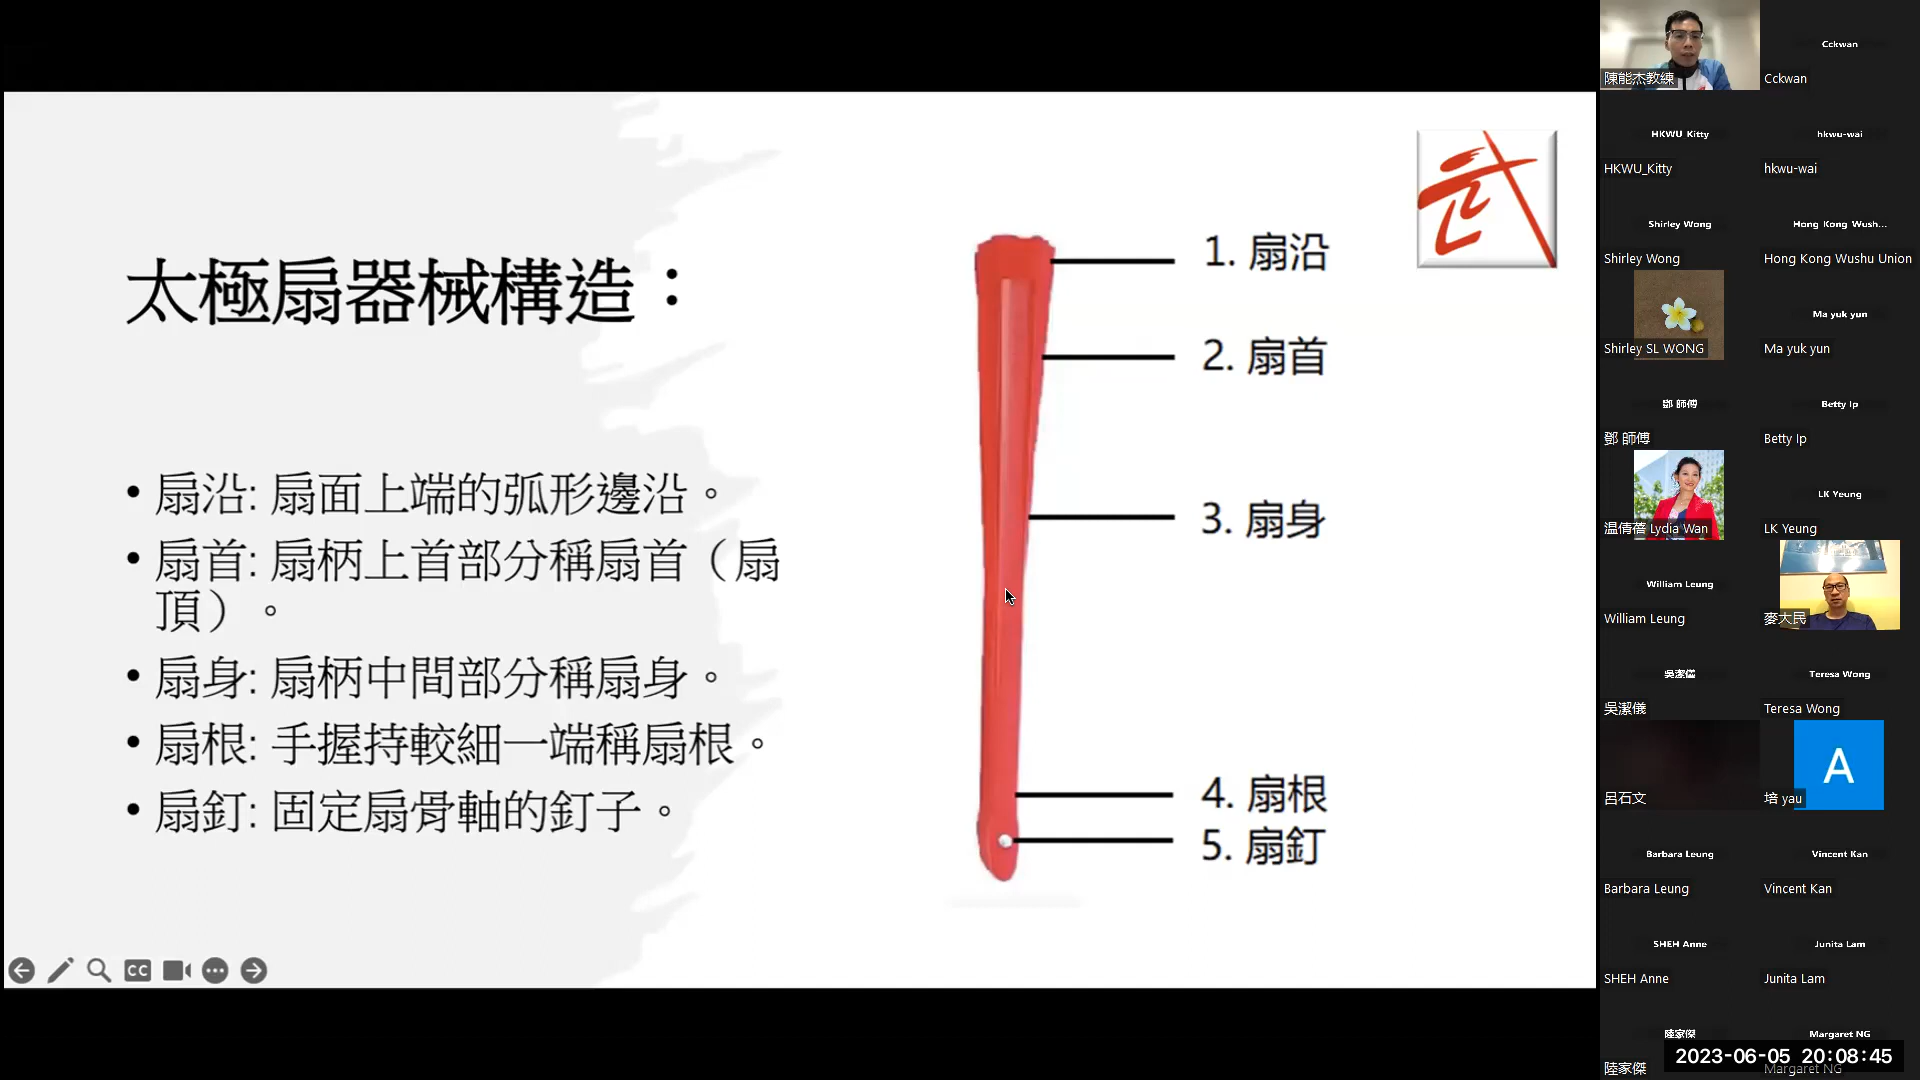 太極扇器械構造：
• 扇沿: 扇面上端的弧形邊沿。
• 扇首: 扇柄上首部分稱扇首（扇
頂）。
• 扇身: 扇柄中間部分稱扇身。
• 扇根: 手握持較細一端稱扇根。
• 扇釘: 固定扇骨軸的釘子。
1. 扇沿
2. 扇首
3. 扇身
4. 扇根
5. 扇釘
武
CC
陳能杰教練
Cckwan
Cckwan
HKWU_Kitty
HKWU_Kitty
hkwu-wai
hkwu-wai
Shirley Wong
Shirley Wong
Hong Kong Wush...
Hong Kong Wushu Union
Shirley SL WONG
Ma yuk yun
Ma yuk yun
鄧 師傅
鄧 師傅
Betty Ip
Betty Ip
温倩蓓 Lydia Wan
LK Yeung
LK Yeung
William Leung
William Leung
麥大民
吳潔儀
吳潔儀
Teresa Wong
Teresa Wong
呂石文
A
培 yau
Barbara Leung
Barbara Leung
Vincent Kan
Vincent Kan
SHEH Anne
SHEH Anne
Junita Lam
Junita Lam
陸家傑
陸家傑
Margaret NG
Margaret NG
2023-06-05 20:08:45